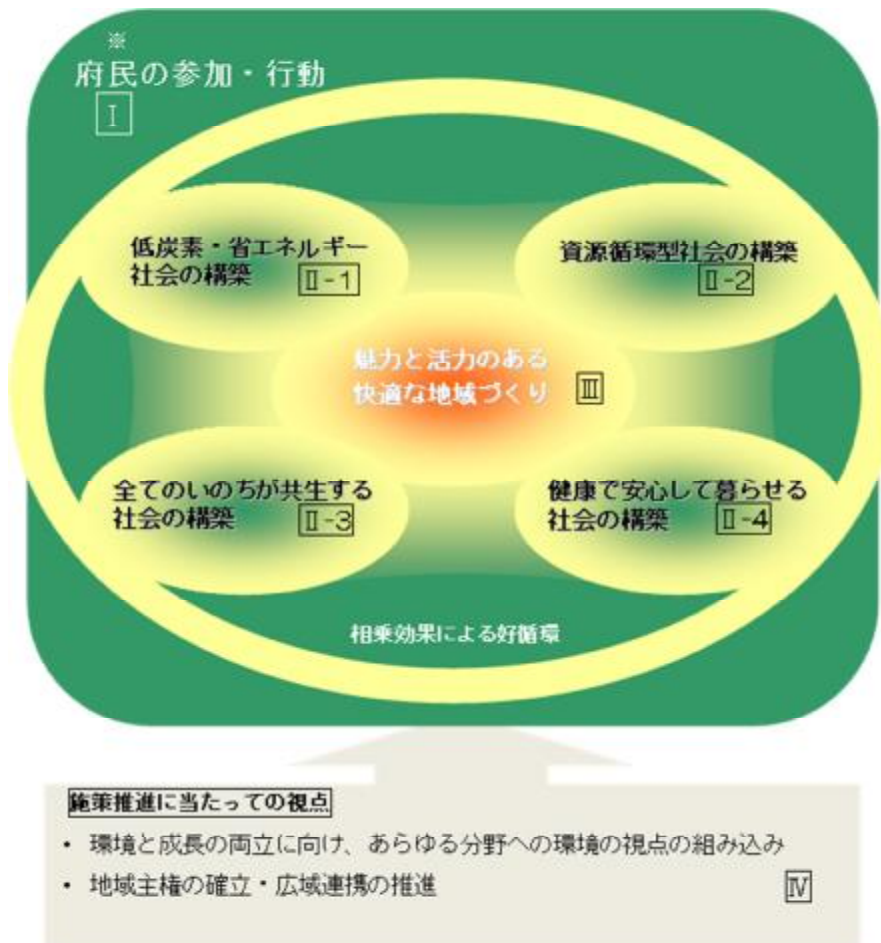 ※
府民の参加・行動
Ⅰ
低炭素・省エネルギー
社会の構築 Ⅱ-1
資源循環型社会の構築
Ⅱ-2
魅力と活力のある
快適な地域づくり Ⅲ
全てのいのちが共生する
社会の構築 Ⅱ-3
健康で安心して暮らせる
社会の構築 Ⅱ-4
相乗効果による好循環
施策推進に当たっての視点
・ 環境と成長の両立に向け、あらゆる分野への環境の視点の組み込み
・ 地域主権の確立・広域連携の推進 Ⅳ